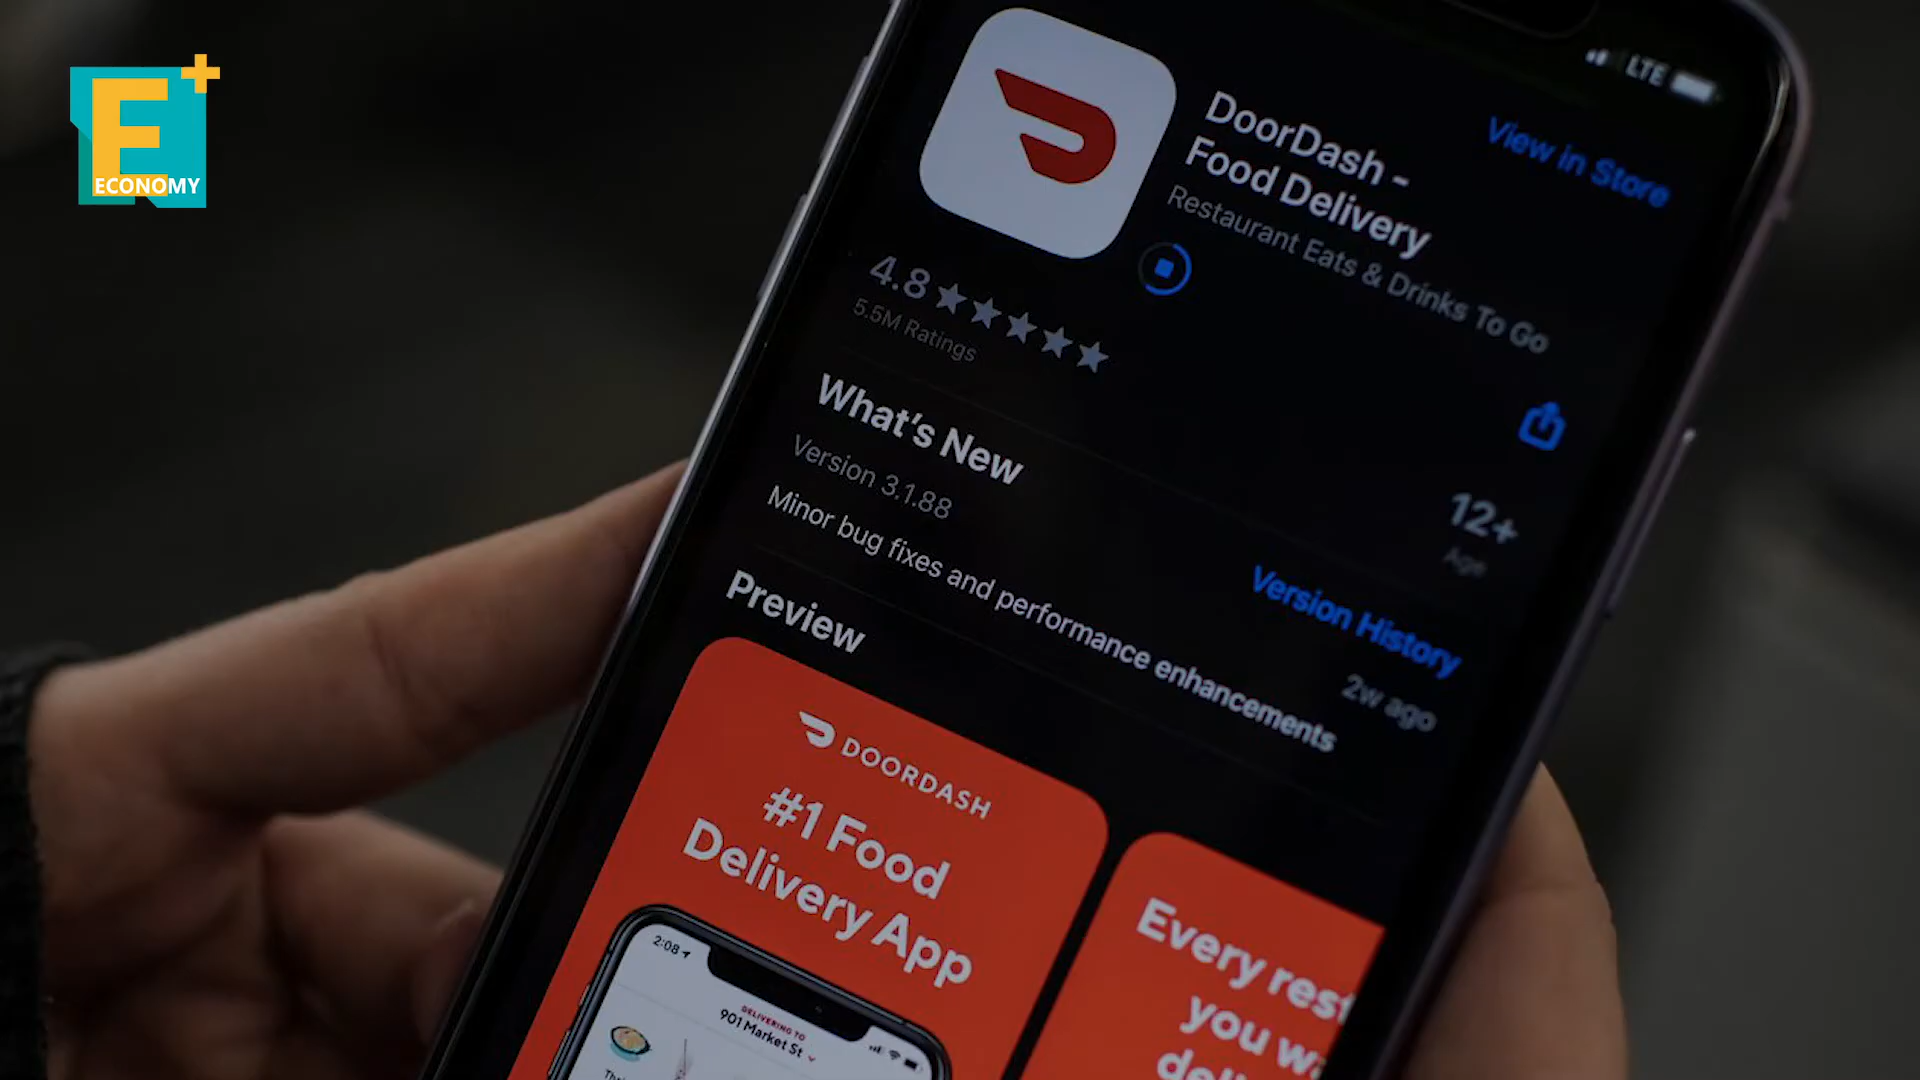 E+
ECONOMY
LTE
DoorDash -
Food Delivery
View in Store
Restaurant Eats & Drinks To Go
4.8
5.5M Ratings
What's New
12+
Age
Version 3.1.88
Version History
Minor bug fixes and performance enhancements
2w ago
Preview
DOORDASH
#1 Food
Delivery App
2:08
DELIVERING TO
901 Market St
Every rest
you wa
deli